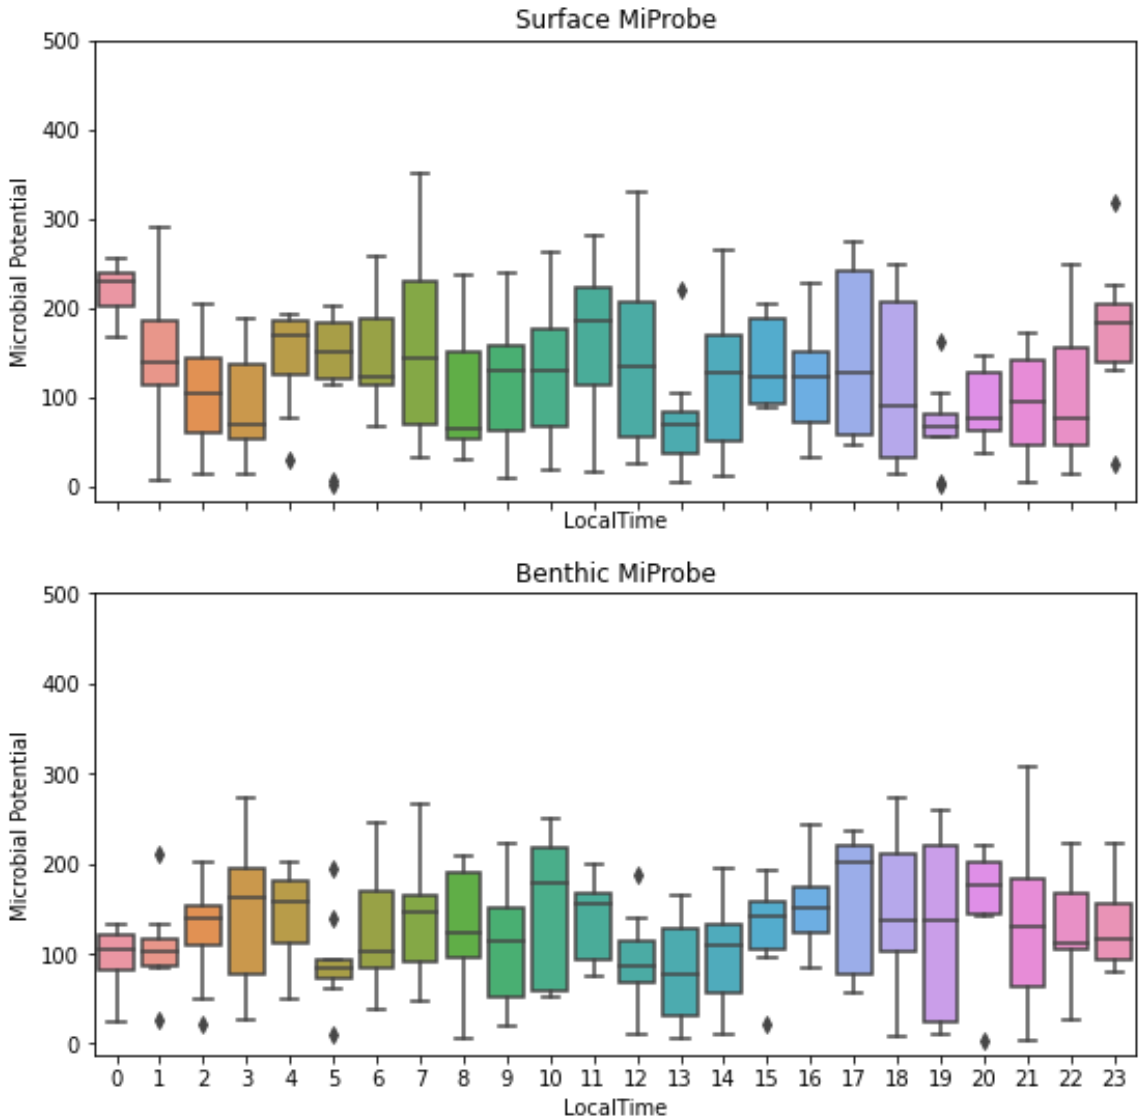 Surface MiProbe
500
400
300
200
100
0
Microbial Potential
LocalTime
Benthic MiProbe
500
400
300
200
100
0
Microbial Potential
0 1 2 3 4 5 6 7 8 9 10 11 12 13 14 15 16 17 18 19 20 21 22 23
LocalTime